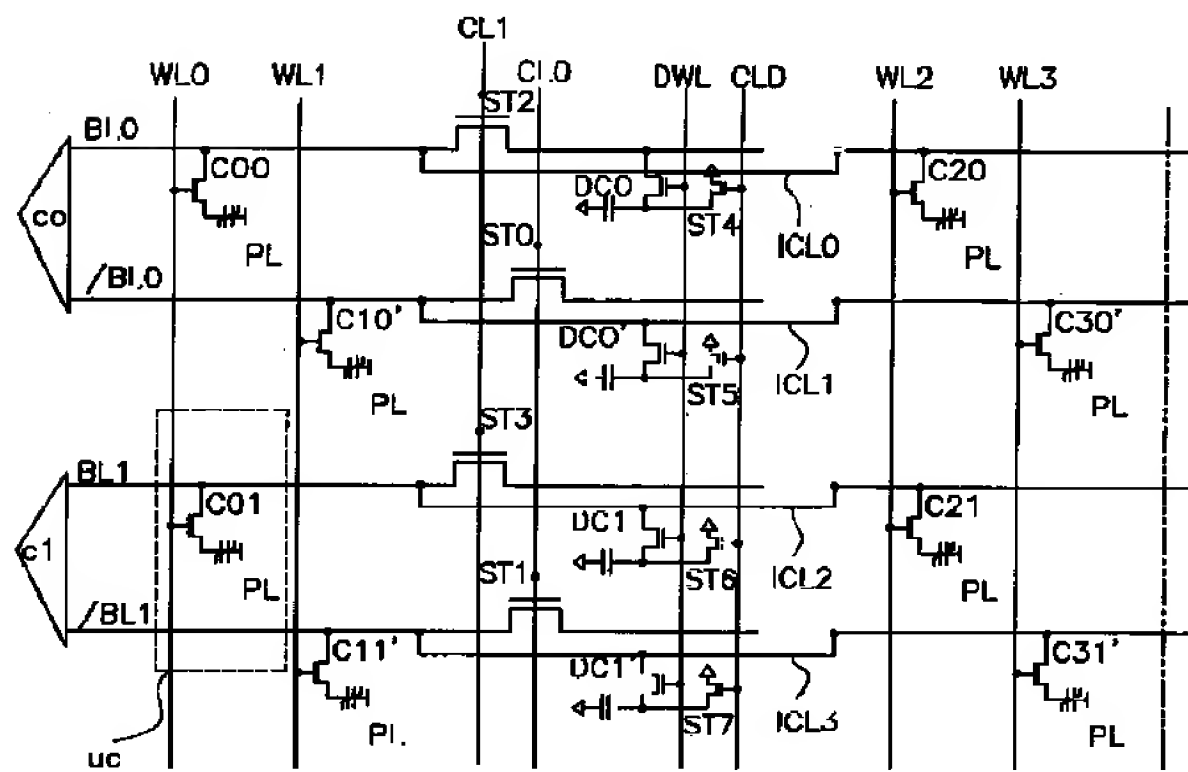 CL1
WL0 WL1 CL0 DWL CLD WL2 WL3
ST2
BL0
C00 DC0 C20
c0 ST4
ST0 ICL0
PL PL
/BL0
C10' DC0' C30'
ST5 ICL1
PL PL
ST3
BL1
C01 DC1 C21
c1
ST1 ST6 ICL2
PL PL
/BL1
C11' DC1' C31'
ST7 ICL3
PL PL
uc